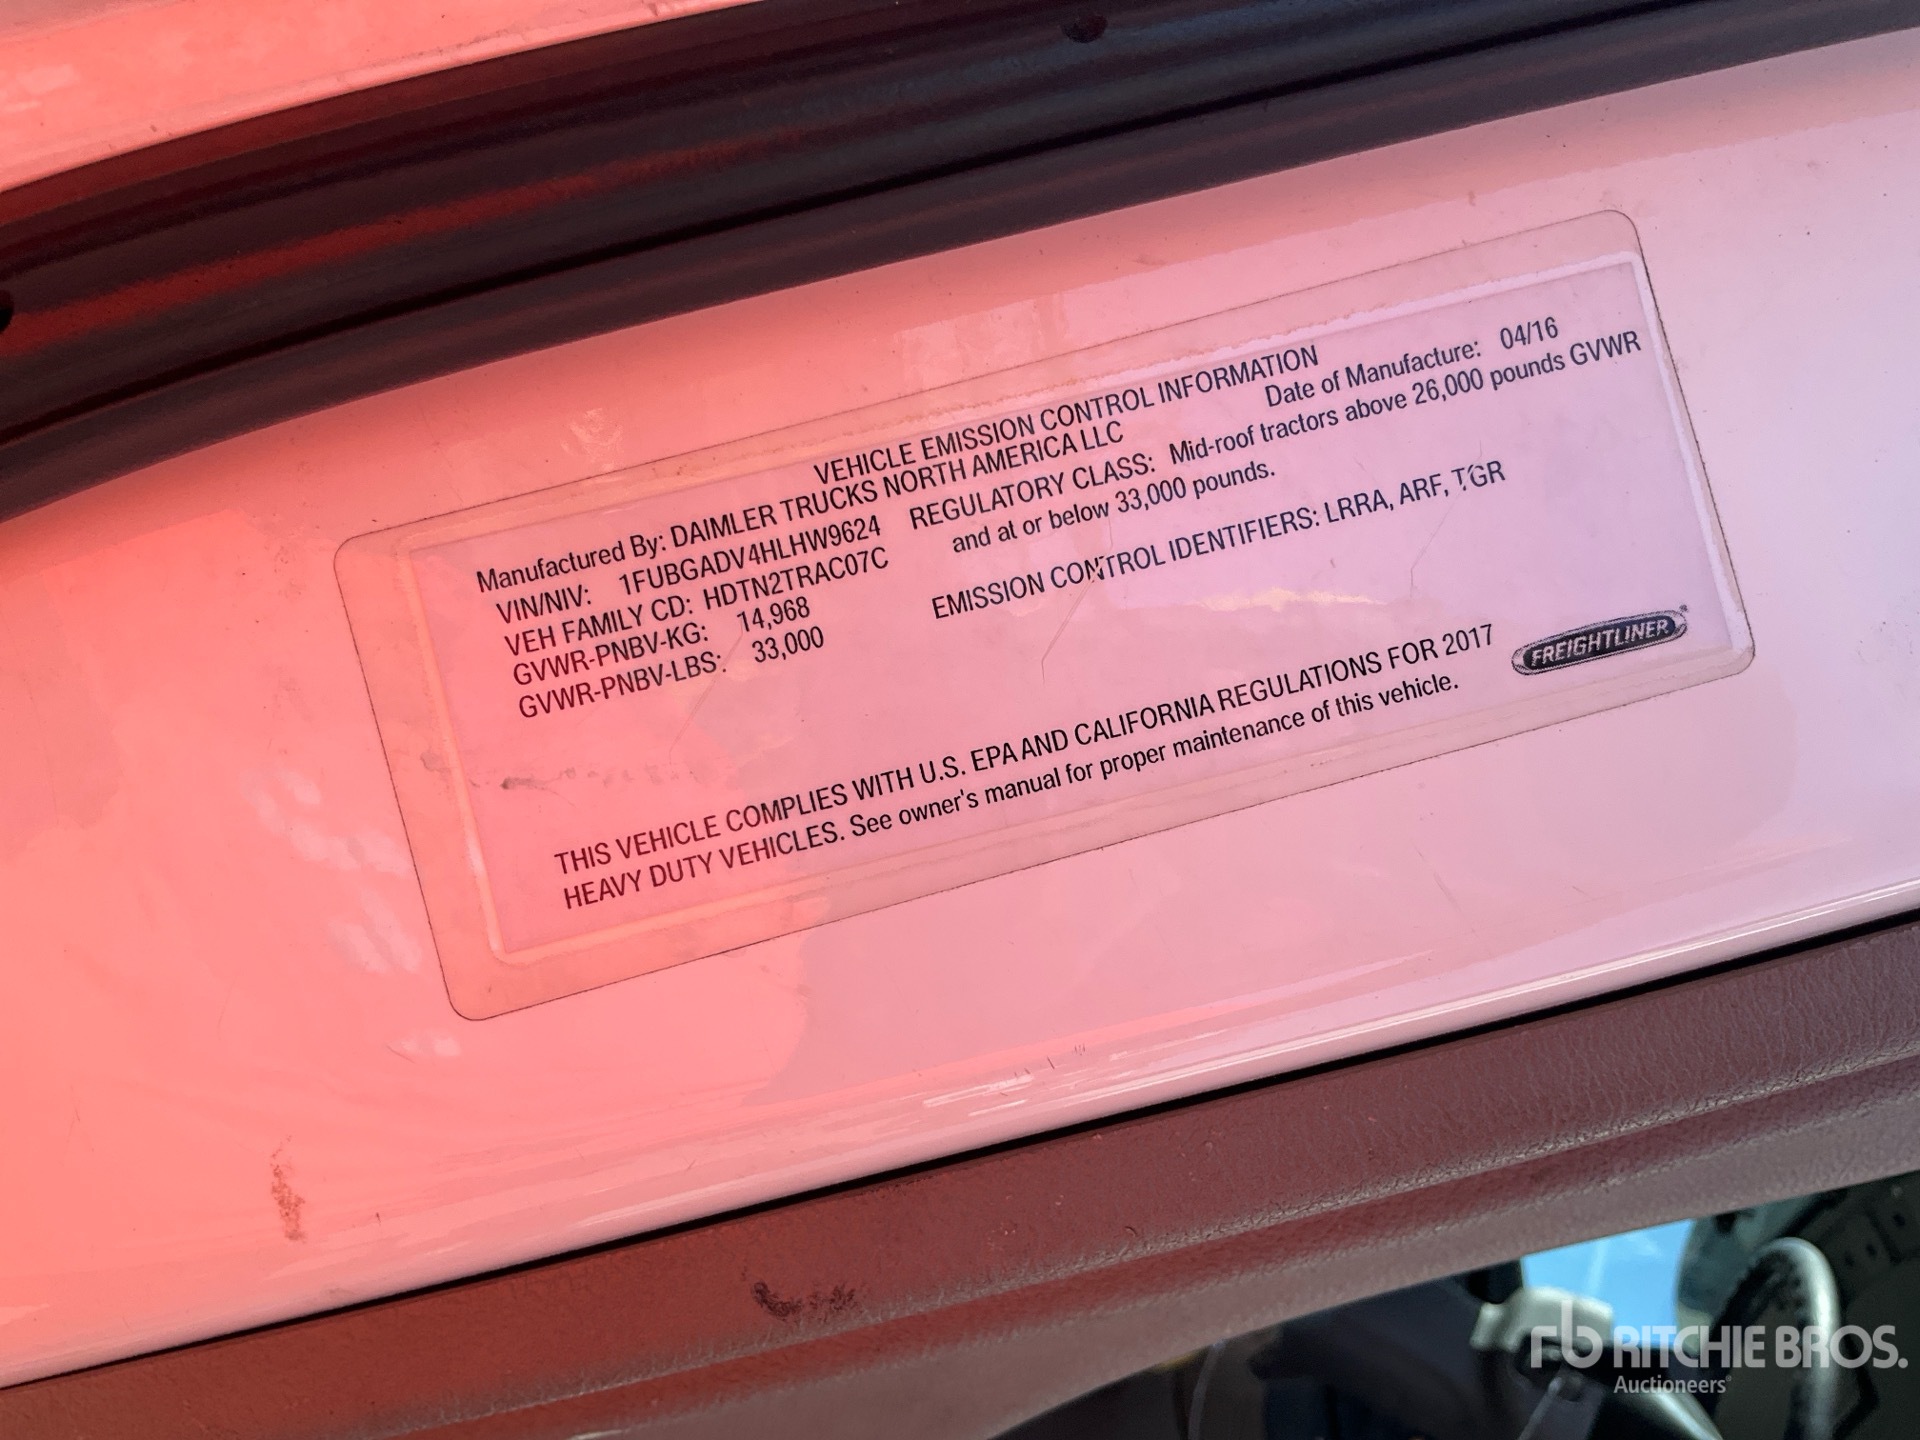 VEHICLE EMISSION CONTROL INFORMATION
Manufactured By: DAIMLER TRUCKS NORTH AMERICA LLC
Date of Manufacture: 04/16
VIN/NIV: 1FUBGADV4HLHW9624
REGULATORY CLASS: Mid-roof tractors above 26,000 pounds GVWR
VEH FAMILY CD: HDTN2TRAC07C
and at or below 33,000 pounds.
GVWR-PNBV-KG: 14,968
GVWR-PNBV-LBS: 33,000
EMISSION CONTROL IDENTIFIERS: LRRA, ARF, TGR
THIS VEHICLE COMPLIES WITH U.S. EPA AND CALIFORNIA REGULATIONS FOR 2017
HEAVY DUTY VEHICLES. See owner's manual for proper maintenance of this vehicle.
FREIGHTLINER
rb RITCHIE BROS.
Auctioneers